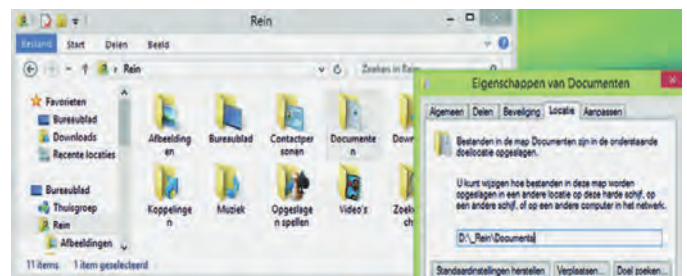 Rein
Bestand Start Delen Beeld
Rein
Zoeken in Rein
Favorieten
Bureaublad
Downloads
Recente locaties
Bureaublad
Thuisgroep
Rein
Afbeeldingen
Afbeelding
en
Bureaublad
Contactper
sonen
Documente
n
Down
Koppelinge
n
Muziek
Opgeslage
n spellen
Video's
Zoek
ch
11 items 1 item geselecteerd
Eigenschappen van Documenten
Algemeen Delen Beveiliging Locatie Aanpassen
Bestanden in de map Documenten zijn in de onderstaande
doellocatie opgeslagen.
U kunt wijzigen hoe bestanden in deze map worden
opgeslagen in een andere locatie op deze harde schijf, op
een andere schijf, of op een andere computer in het netwerk.
D:\_Rein\Documents
Standaardinstellingen herstellen Verplaatsen... Doel zoeken...